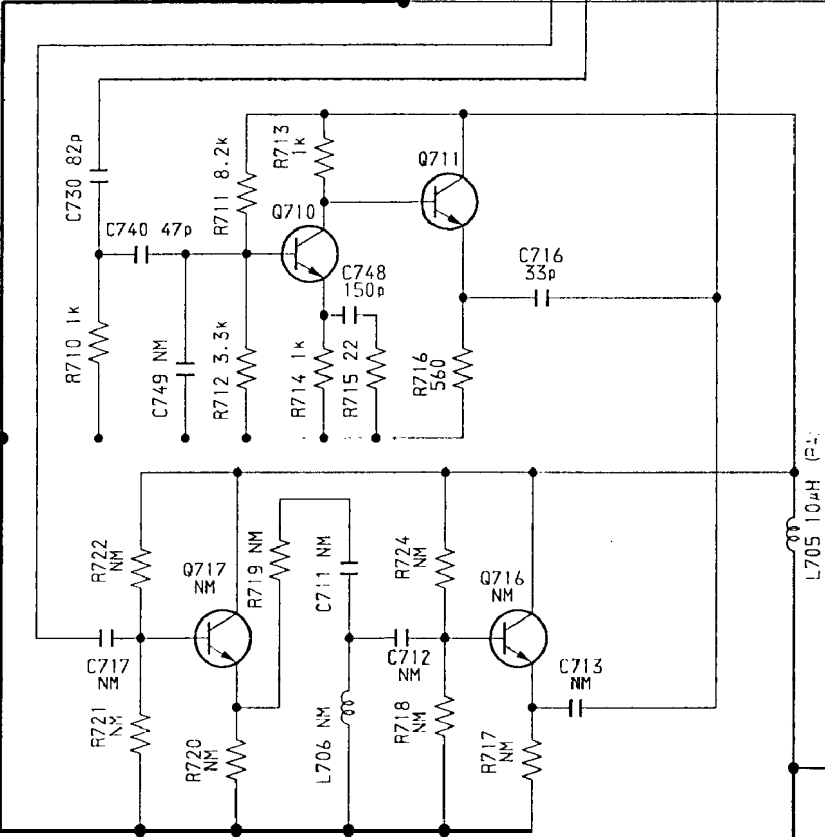 C730 82p
C740 47p
R711 8.2k
R713
1k
Q710
Q711
C748
150p
C716
33p
R710 1k
C749 NM
R712 3.3k
R714 1k
R715 22
R716
560
L705 10µH
R722
NM
Q717
NM
R719 NM
C711 NM
R724
NM
Q716
NM
C717
NM
C712
NM
C713
NM
R721
NM
R720
NM
L706 NM
R718
NM
R717
NM